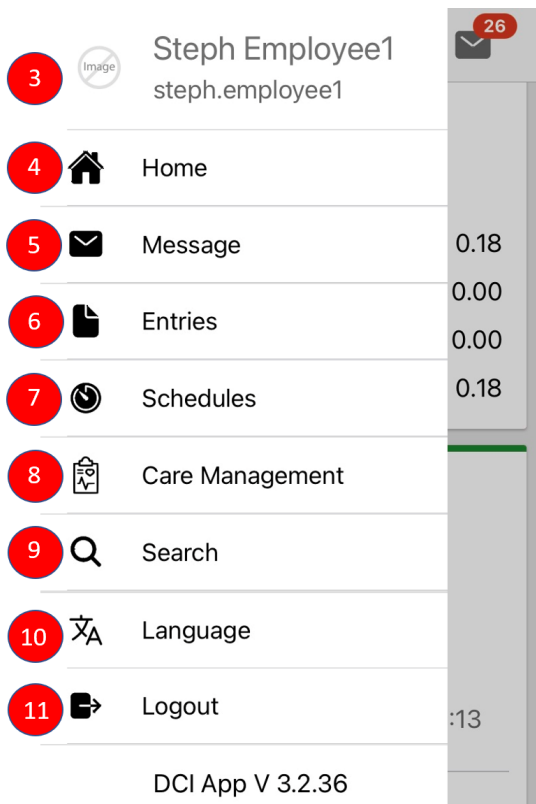 26
3
Image
Steph Employee1
steph.employee1
4
Home
5
Message
0.18
0.00
6
Entries
0.00
7
Schedules
0.18
8
Care Management
9
Search
10
Language
11
Logout
:13
DCI App V 3.2.36